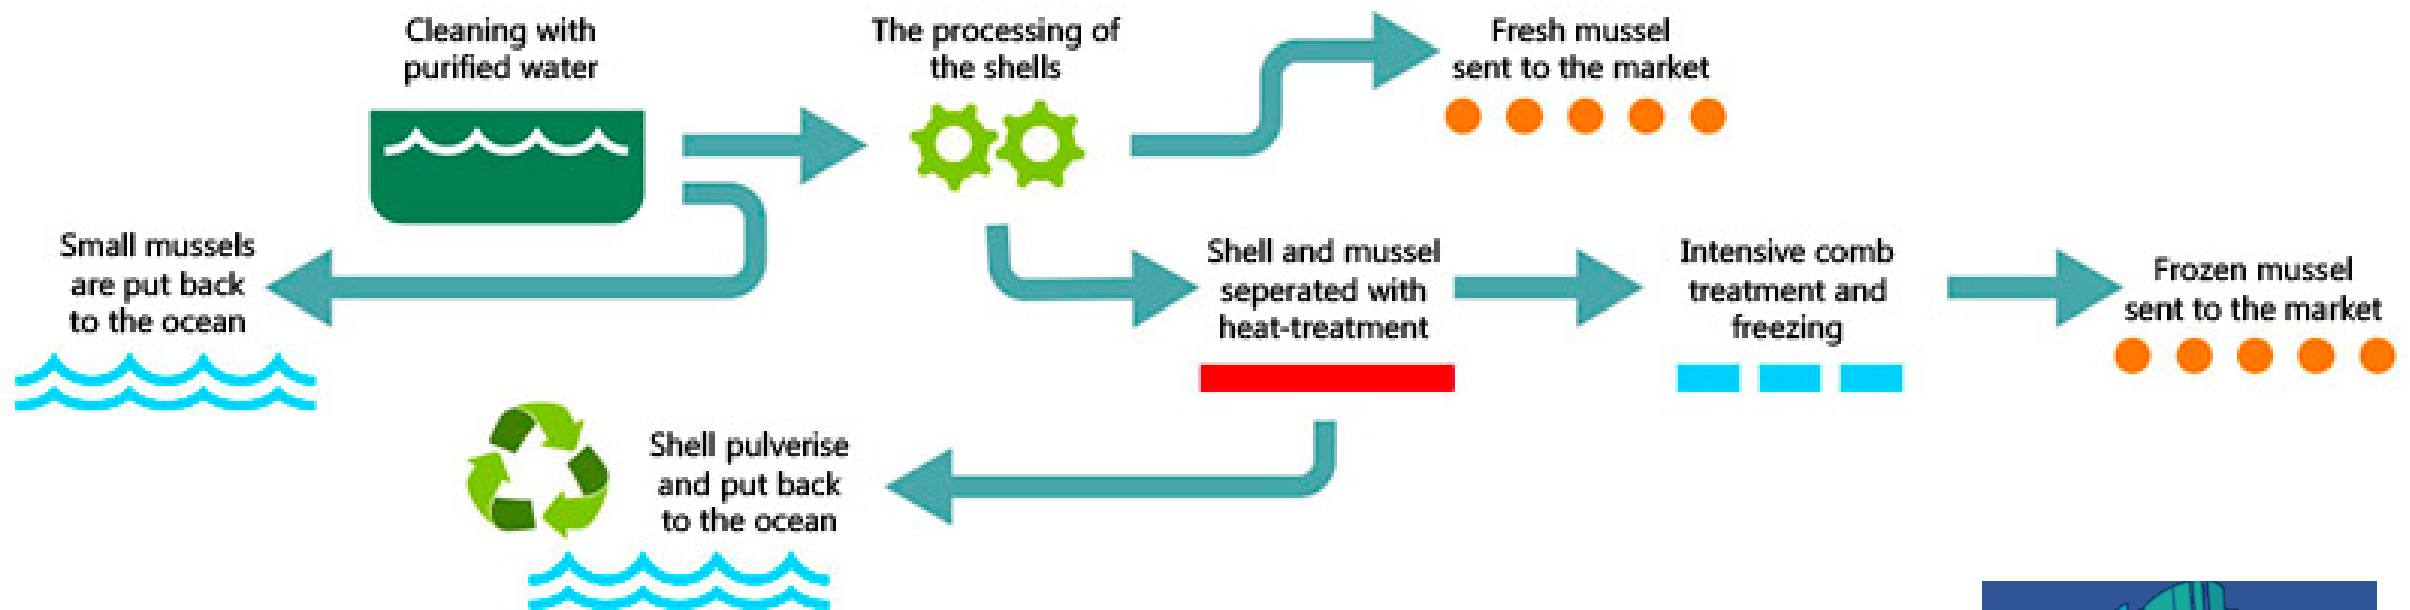 Cleaning with
purified water
The processing of
the shells
Fresh mussel
sent to the market
Small mussels
are put back
to the ocean
Shell and mussel
seperated with
heat-treatment
Intensive comb
treatment and
freezing
Frozen mussel
sent to the market
Shell pulverise
and put back
to the ocean